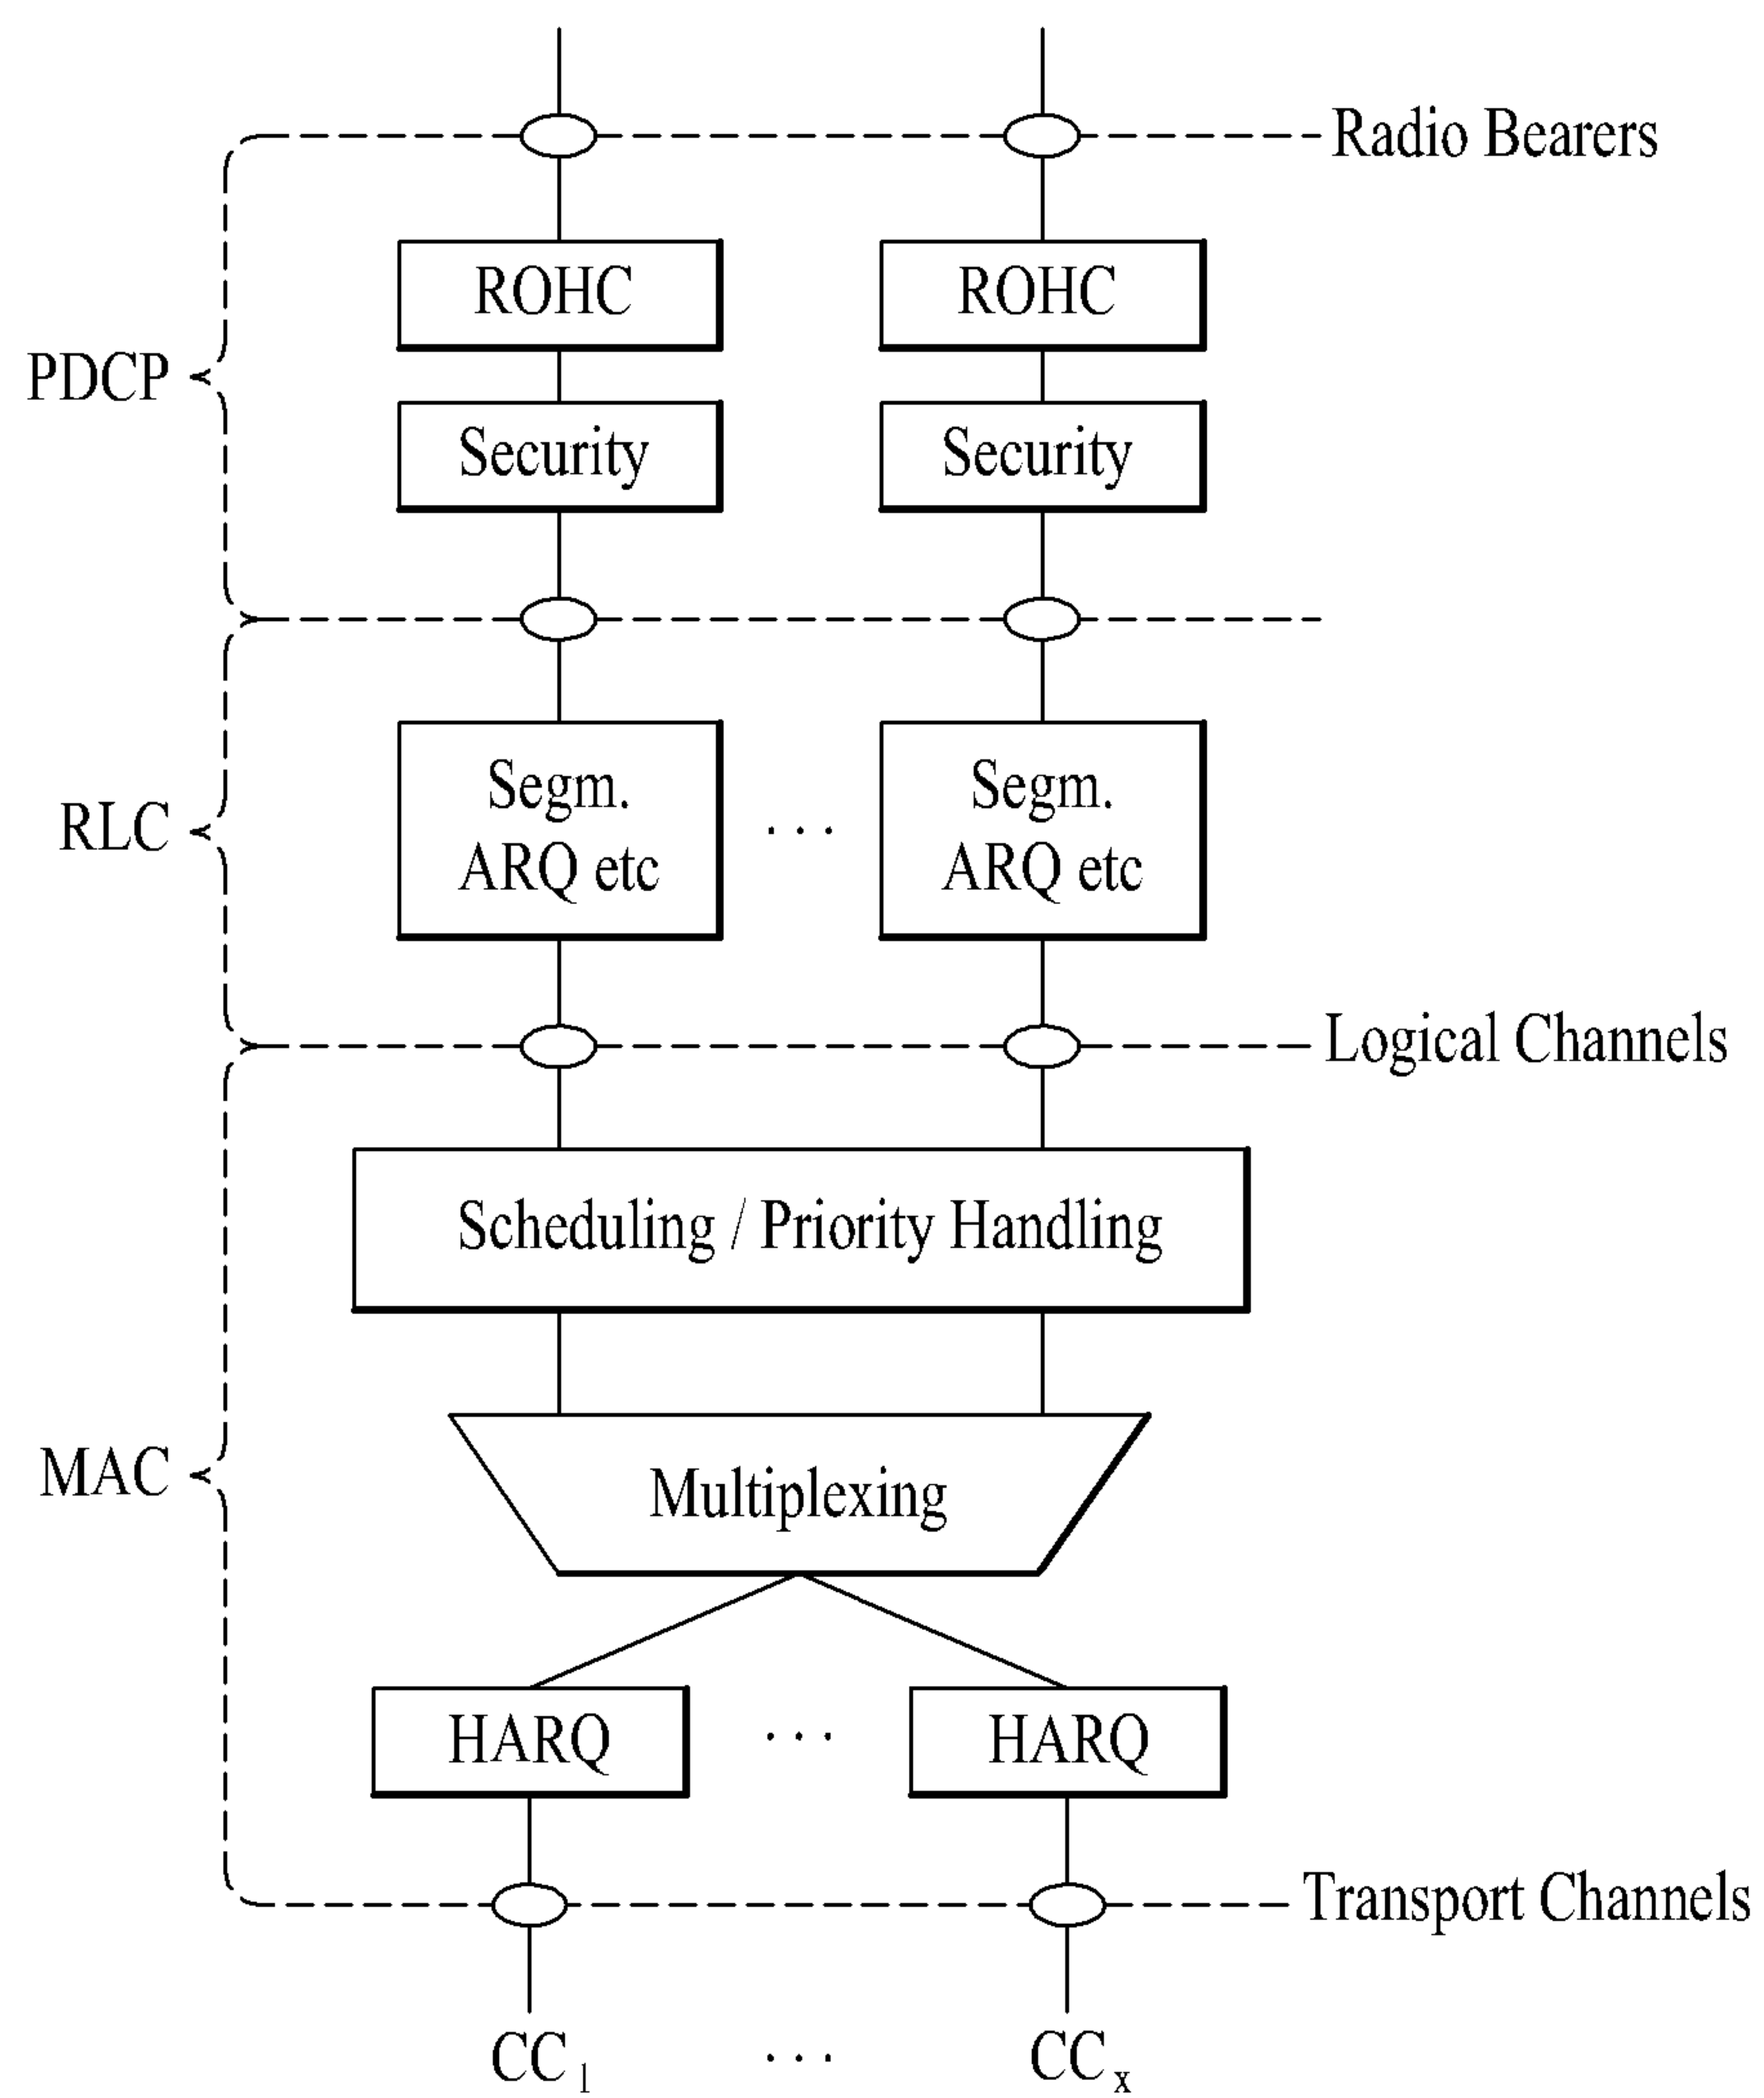 Radio Bearers
ROHC
ROHC
PDCP
Security
Security
Segm.
ARQ etc
RLC
...
Segm.
ARQ etc
Logical Channels
Scheduling / Priority Handling
MAC
Multiplexing
HARQ
...
HARQ
Transport Channels
CC1
...
CCx